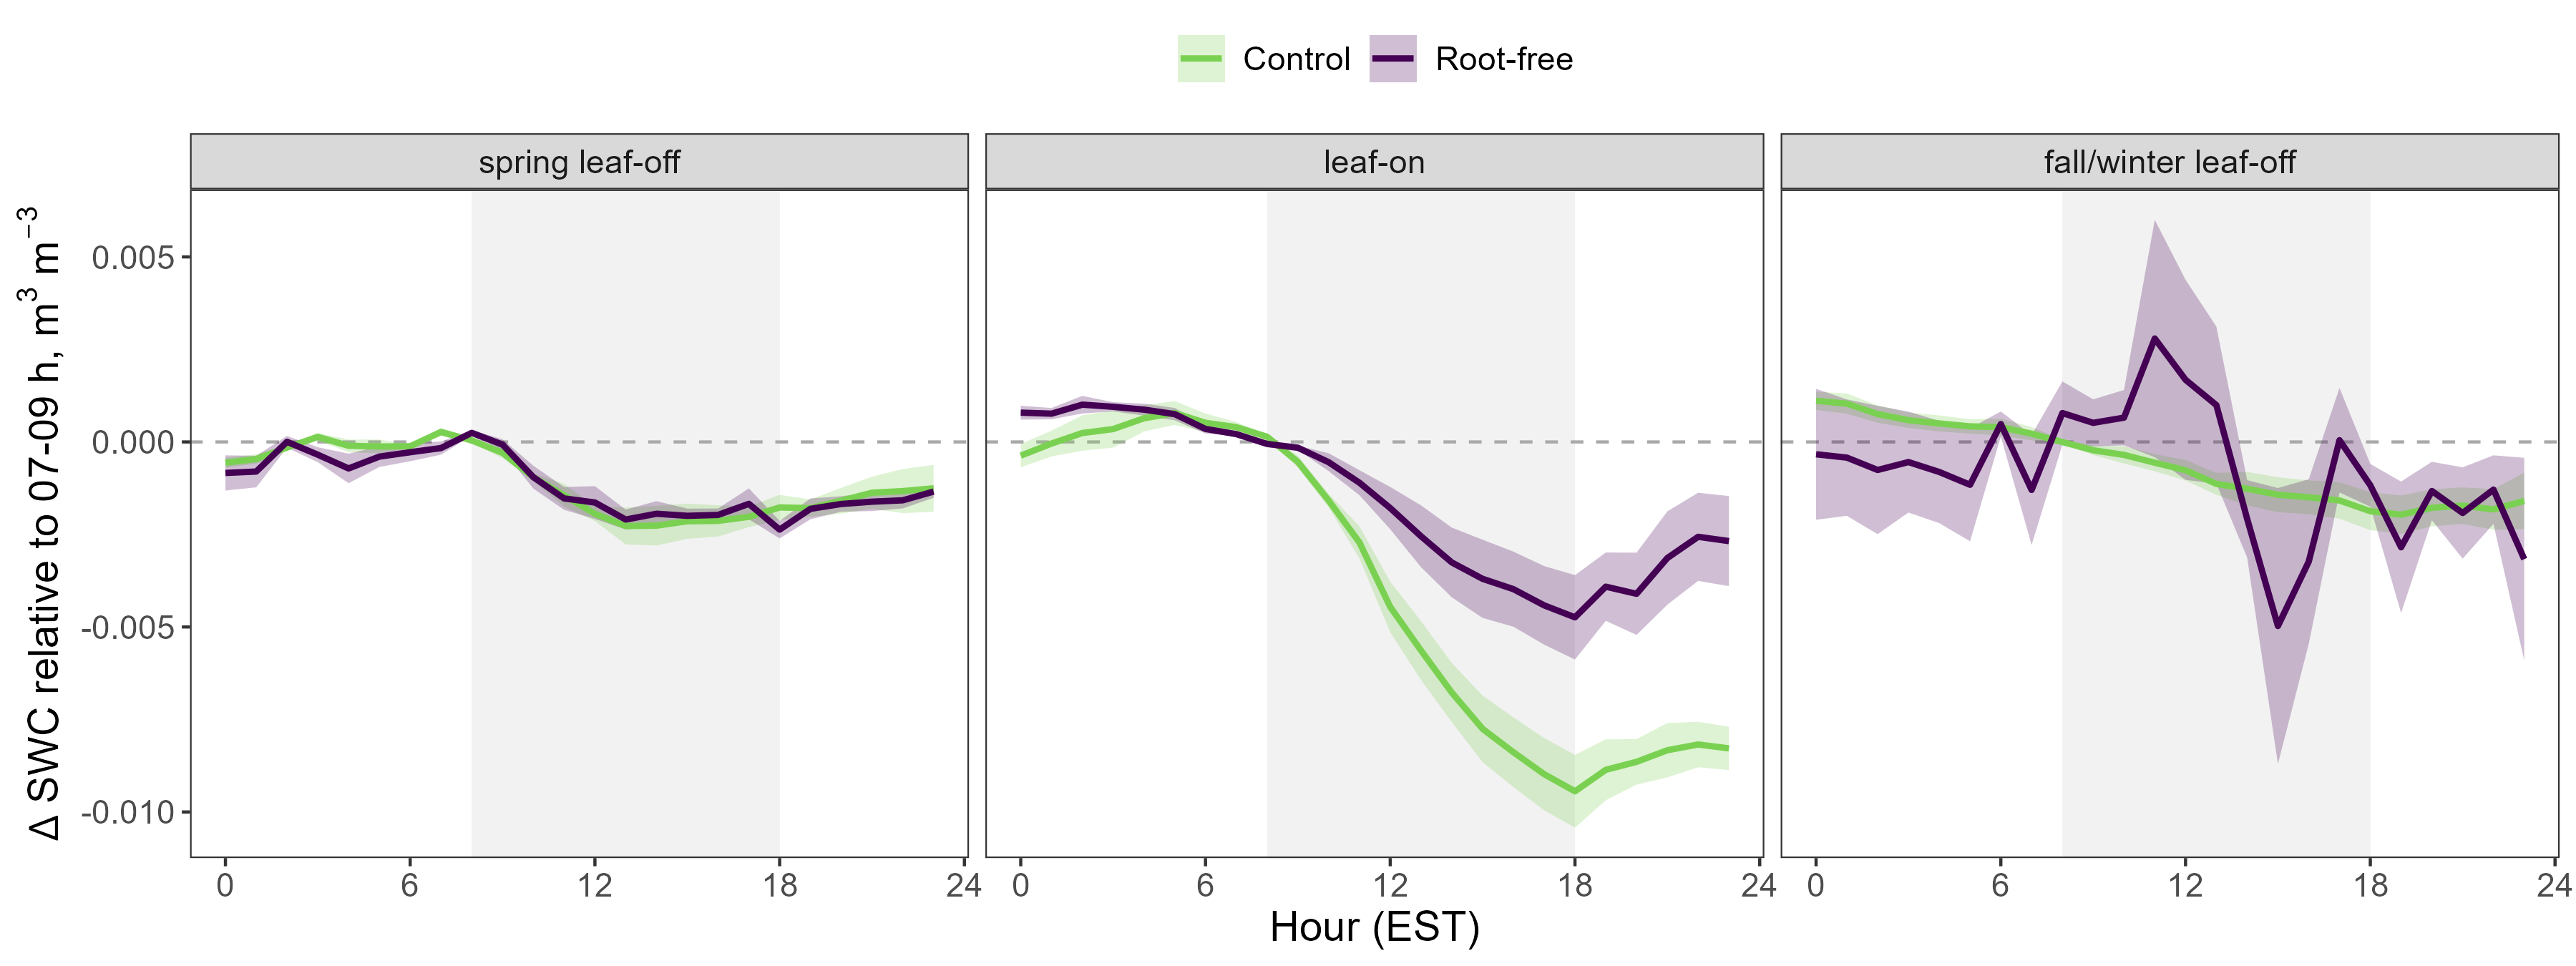 Control Root-free
spring leaf-off leaf-on fall/winter leaf-off
Δ SWC relative to 07-09 h, m³ m⁻³
0.005
0.000
-0.005
-0.010
0 6 12 18 24 0 6 12 18 24 0 6 12 18 24
Hour (EST)